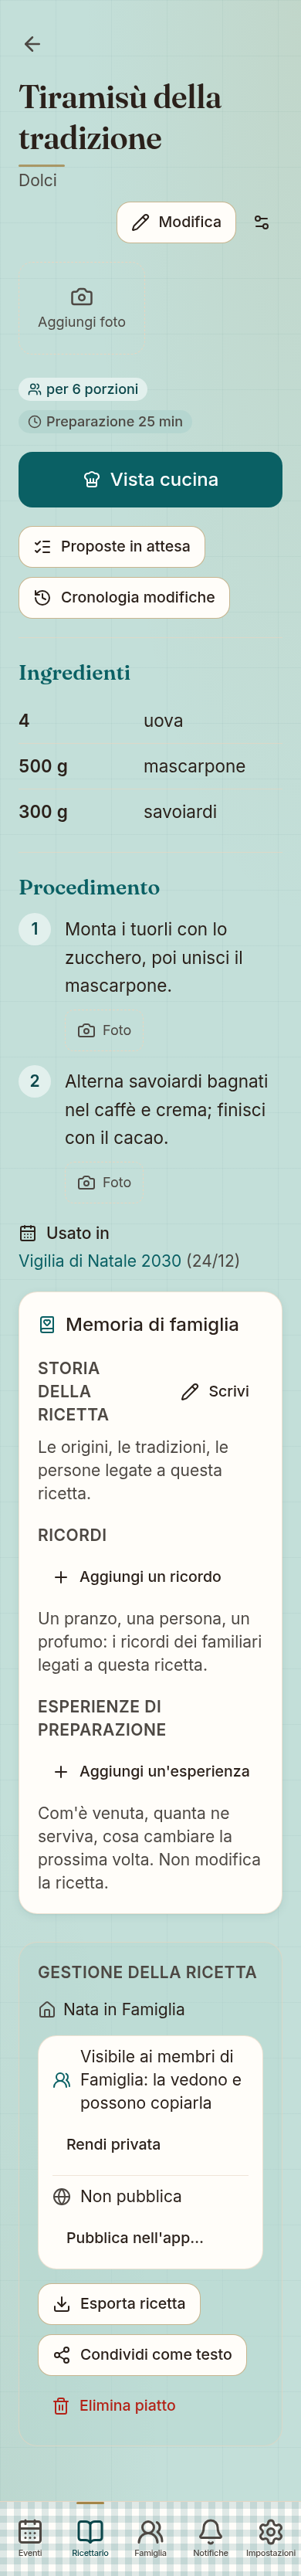 Tiramisù della
tradizione
Dolci
Modifica
Aggiungi foto
per 6 porzioni
Preparazione 25 min
Vista cucina
Proposte in attesa
Cronologia modifiche
Ingredienti
4 uova
500 g mascarpone
300 g savoiardi
Procedimento
1 Monta i tuorli con lo
zucchero, poi unisci il
mascarpone.
Foto
2 Alterna savoiardi bagnati
nel caffè e crema; finisci
con il cacao.
Foto
Usato in
Vigilia di Natale 2030 (24/12)
Memoria di famiglia
STORIA
DELLA
RICETTA
Scrivi
Le origini, le tradizioni, le
persone legate a questa
ricetta.
RICORDI
Aggiungi un ricordo
Un pranzo, una persona, un
profumo: i ricordi dei familiari
legati a questa ricetta.
ESPERIENZE DI
PREPARAZIONE
Aggiungi un'esperienza
Com'è venuta, quanta ne
serviva, cosa cambiare la
prossima volta. Non modifica
la ricetta.
GESTIONE DELLA RICETTA
Nata in Famiglia
Visibile ai membri di
Famiglia: la vedono e
possono copiarla
Rendi privata
Non pubblica
Pubblica nell'app...
Esporta ricetta
Condividi come testo
Elimina piatto
Eventi Ricettario Famiglia Notifiche Impostazioni